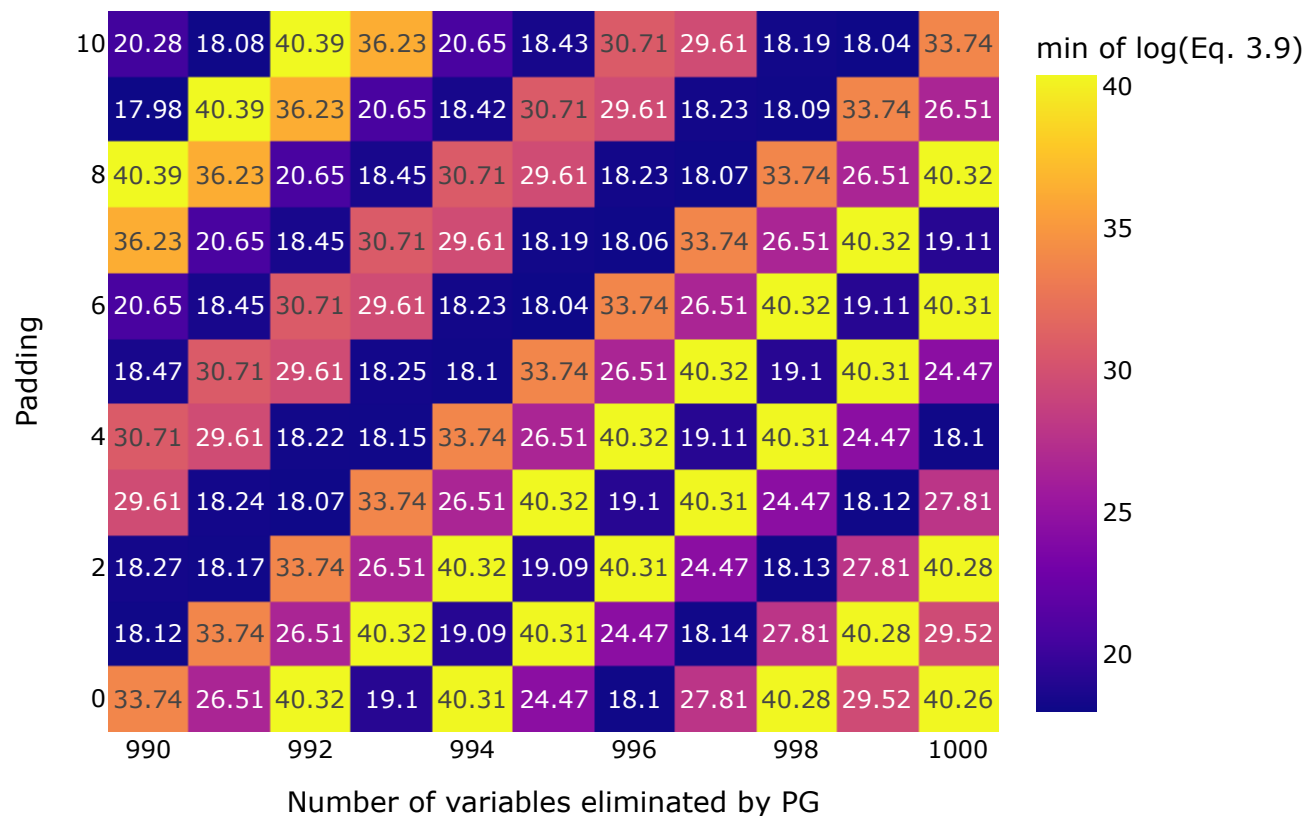 min of log(Eq. 3.9)
10 20.28 18.08 40.39 36.23 20.65 18.43 30.71 29.61 18.19 18.04 33.74
17.98 40.39 36.23 20.65 18.42 30.71 29.61 18.23 18.09 33.74 26.51
8 40.39 36.23 20.65 18.45 30.71 29.61 18.23 18.07 33.74 26.51 40.32
36.23 20.65 18.45 30.71 29.61 18.19 18.06 33.74 26.51 40.32 19.11
6 20.65 18.45 30.71 29.61 18.23 18.04 33.74 26.51 40.32 19.11 40.31
18.47 30.71 29.61 18.25 18.1 33.74 26.51 40.32 19.1 40.31 24.47
4 30.71 29.61 18.22 18.15 33.74 26.51 40.32 19.11 40.31 24.47 18.1
29.61 18.24 18.07 33.74 26.51 40.32 19.1 40.31 24.47 18.12 27.81
2 18.27 18.17 33.74 26.51 40.32 19.09 40.31 24.47 18.13 27.81 40.28
18.12 33.74 26.51 40.32 19.09 40.31 24.47 18.14 27.81 40.28 29.52
0 33.74 26.51 40.32 19.1 40.31 24.47 18.1 27.81 40.28 29.52 40.26
990 992 994 996 998 1000
Number of variables eliminated by PG
Padding
40
35
30
25
20